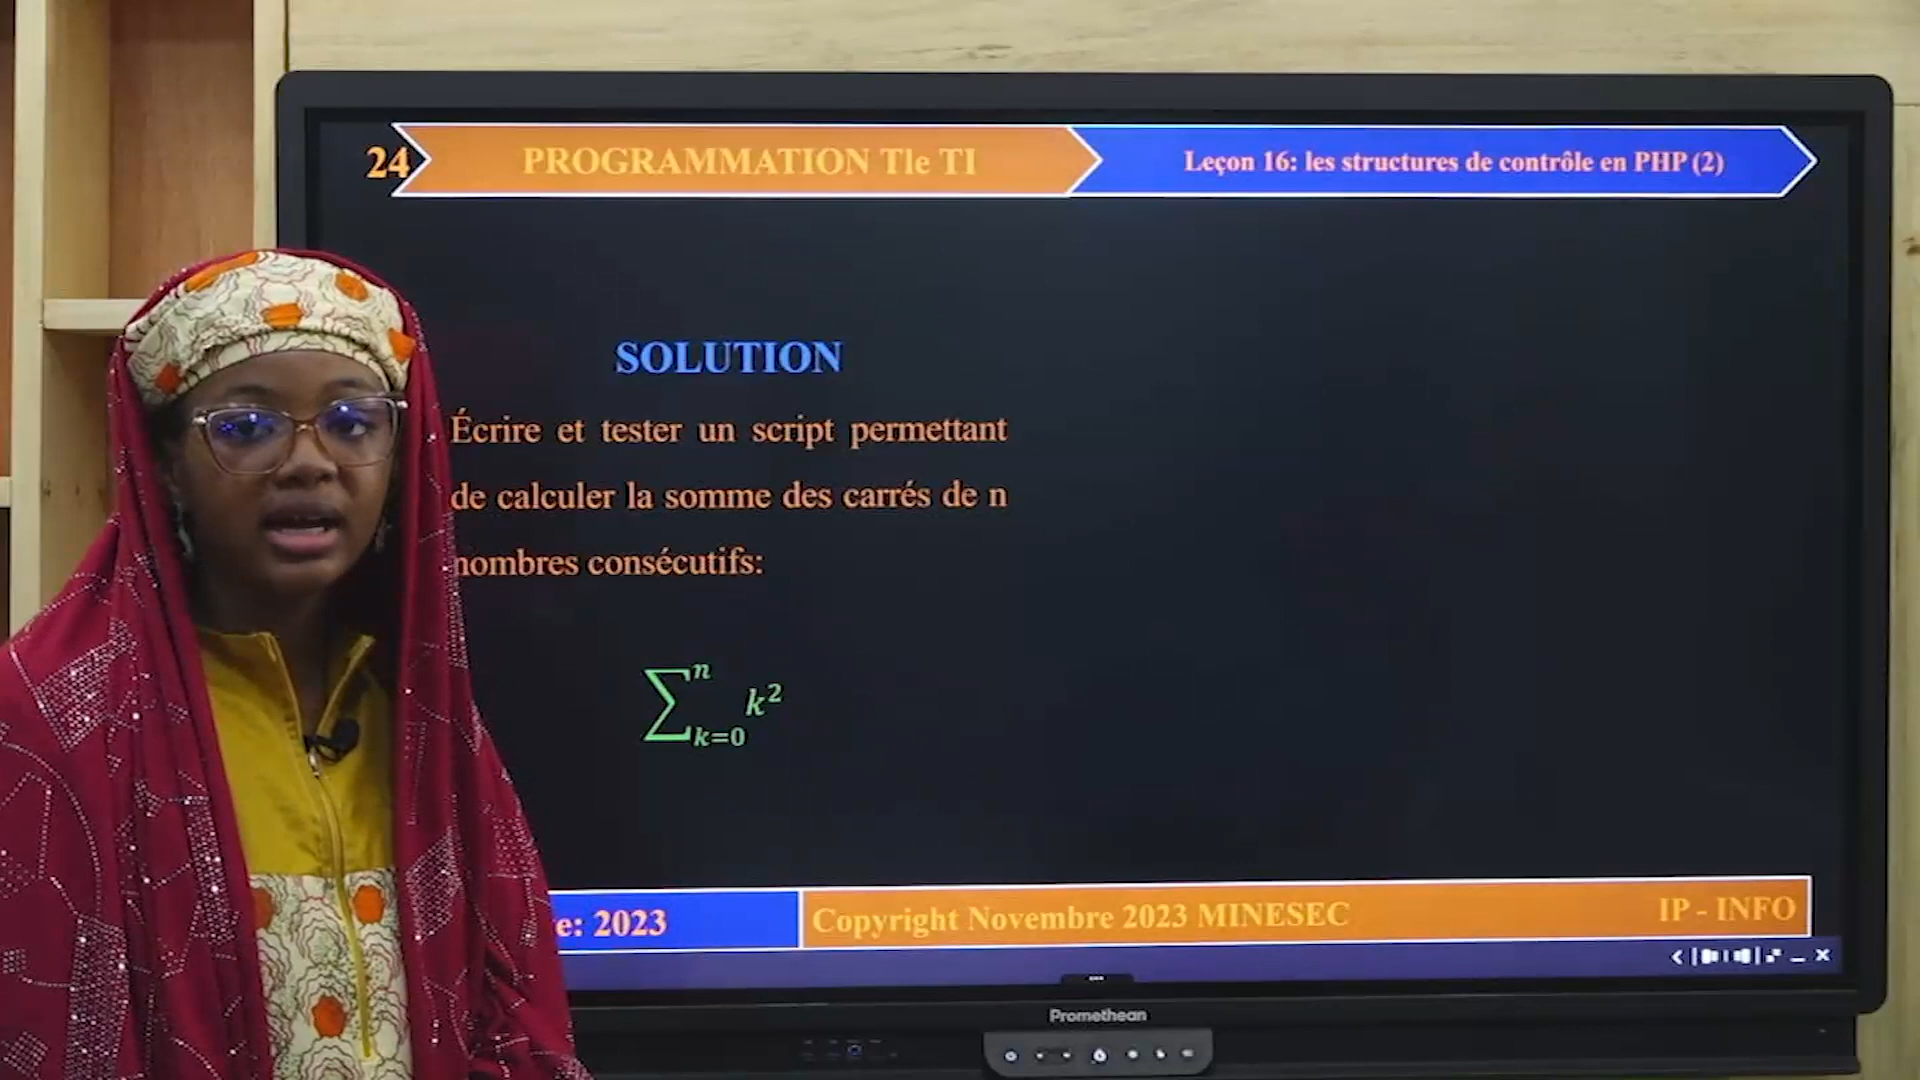 24
PROGRAMMATION Tle TI
Leçon 16: les structures de contrôle en PHP (2)
SOLUTION
Écrire et tester un script permettant
de calculer la somme des carrés de n
nombres consécutifs:
∑ⁿₖ₌₀ k²
e: 2023
Copyright Novembre 2023 MINESEC
IP - INFO
Promethean